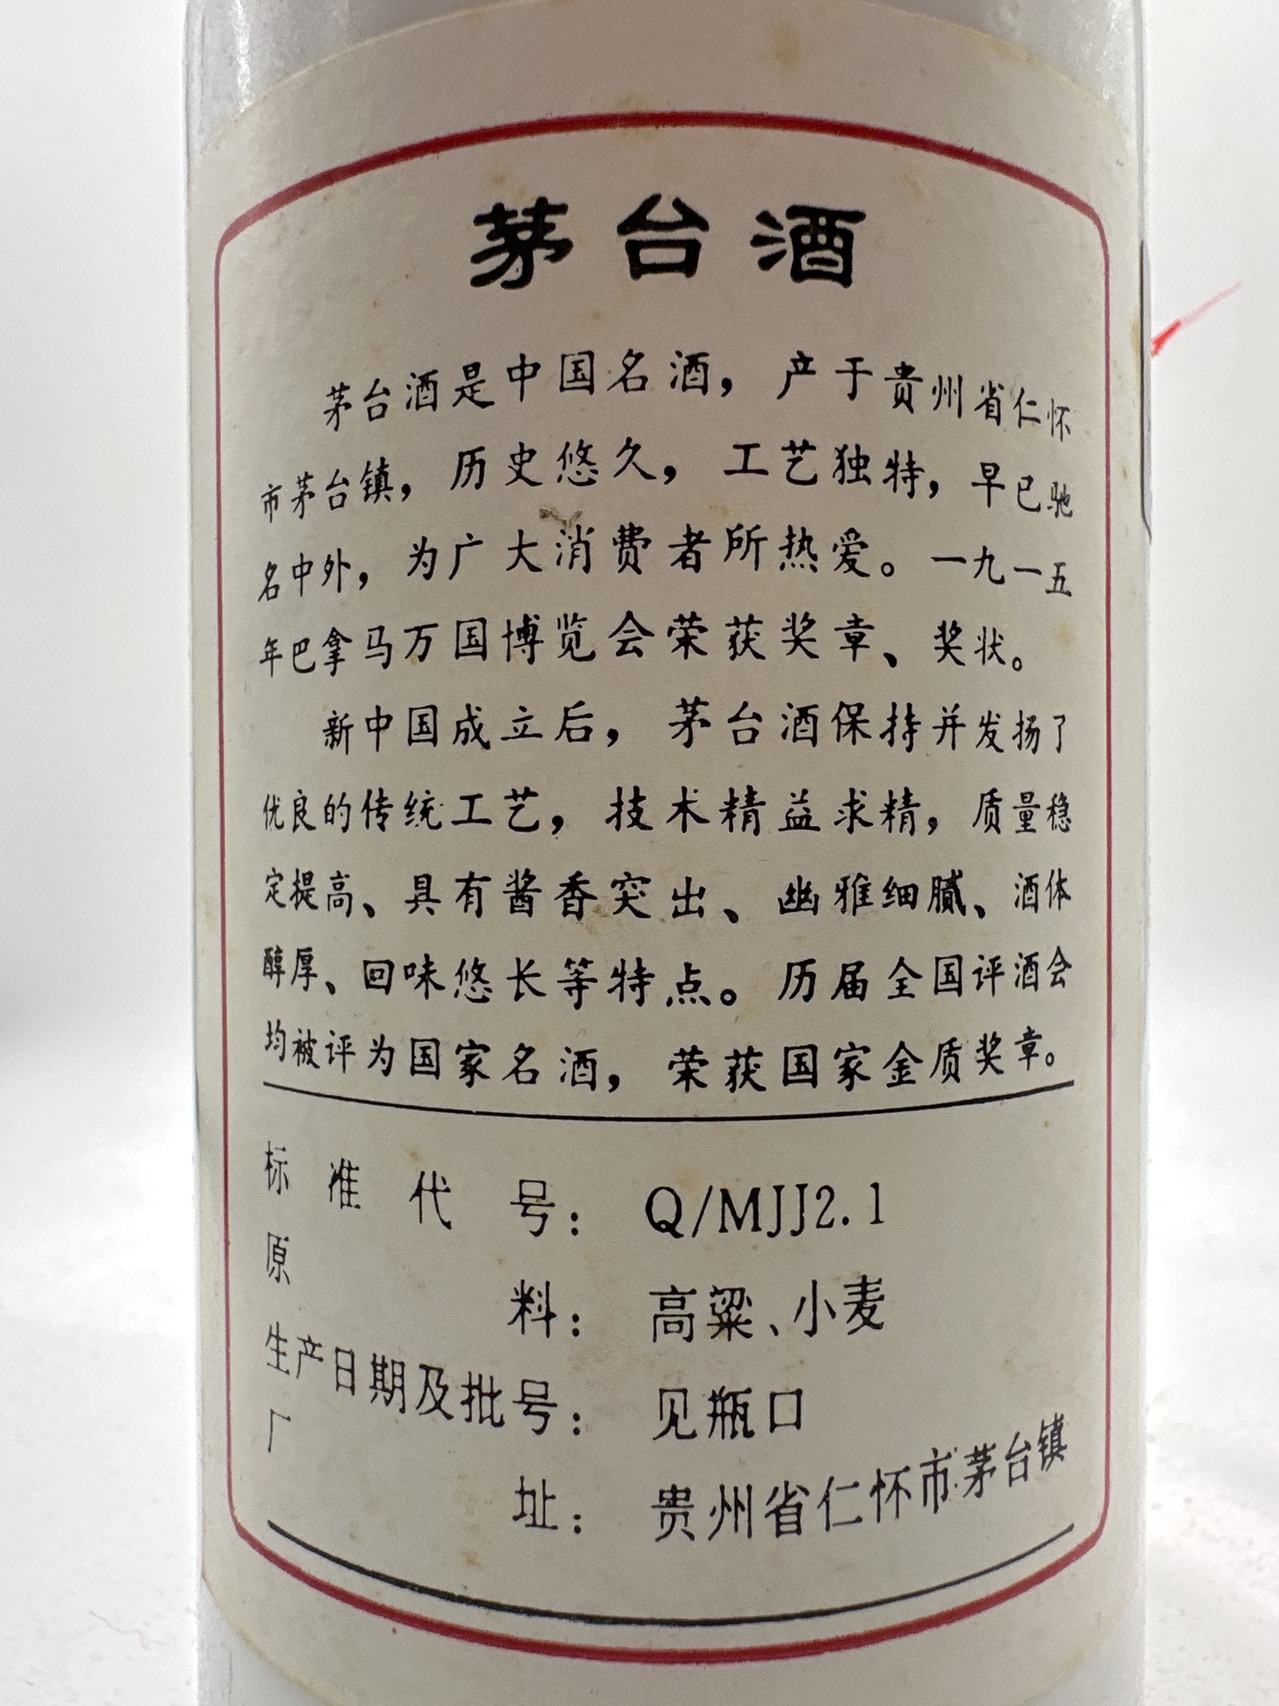 茅台酒
茅台酒是中国名酒，产于贵州省仁怀
市茅台镇，历史悠久，工艺独特，早已驰
名中外，为广大消费者所热爱。一九一五
年巴拿马万国博览会荣获奖章、奖状。
新中国成立后，茅台酒保持并发扬了
优良的传统工艺，技术精益求精，质量稳
定提高、具有酱香突出、幽雅细腻、酒体
醇厚、回味悠长等特点。历届全国评酒会
均被评为国家名酒，荣获国家金质奖章。
标准代号：Q/MJJ2.1
原料：高粱、小麦
生产日期及批号：见瓶口
厂址：贵州省仁怀市茅台镇